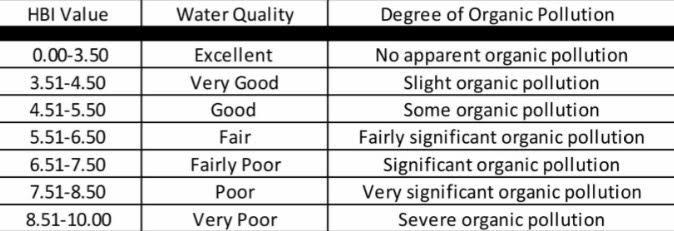 HBI Value Water Quality Degree of Organic Pollution
0.00-3.50 Excellent No apparent organic pollution
3.51-4.50 Very Good Slight organic pollution
4.51-5.50 Good Some organic pollution
5.51-6.50 Fair Fairly significant organic pollution
6.51-7.50 Fairly Poor Significant organic pollution
7.51-8.50 Poor Very significant organic pollution
8.51-10.00 Very Poor Severe organic pollution